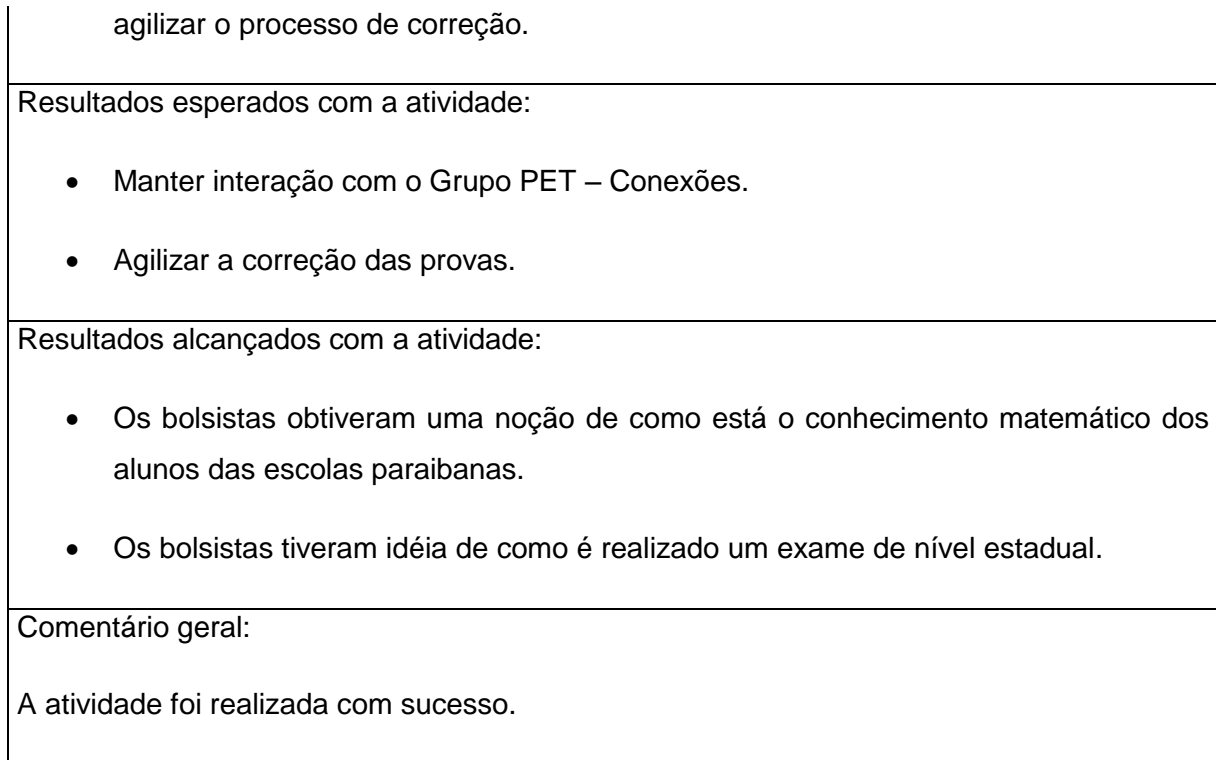 agilizar o processo de correção.
Resultados esperados com a atividade:
• Manter interação com o Grupo PET – Conexões.
• Agilizar a correção das provas.
Resultados alcançados com a atividade:
• Os bolsistas obtiveram uma noção de como está o conhecimento matemático dos
alunos das escolas paraibanas.
• Os bolsistas tiveram idéia de como é realizado um exame de nível estadual.
Comentário geral:
A atividade foi realizada com sucesso.